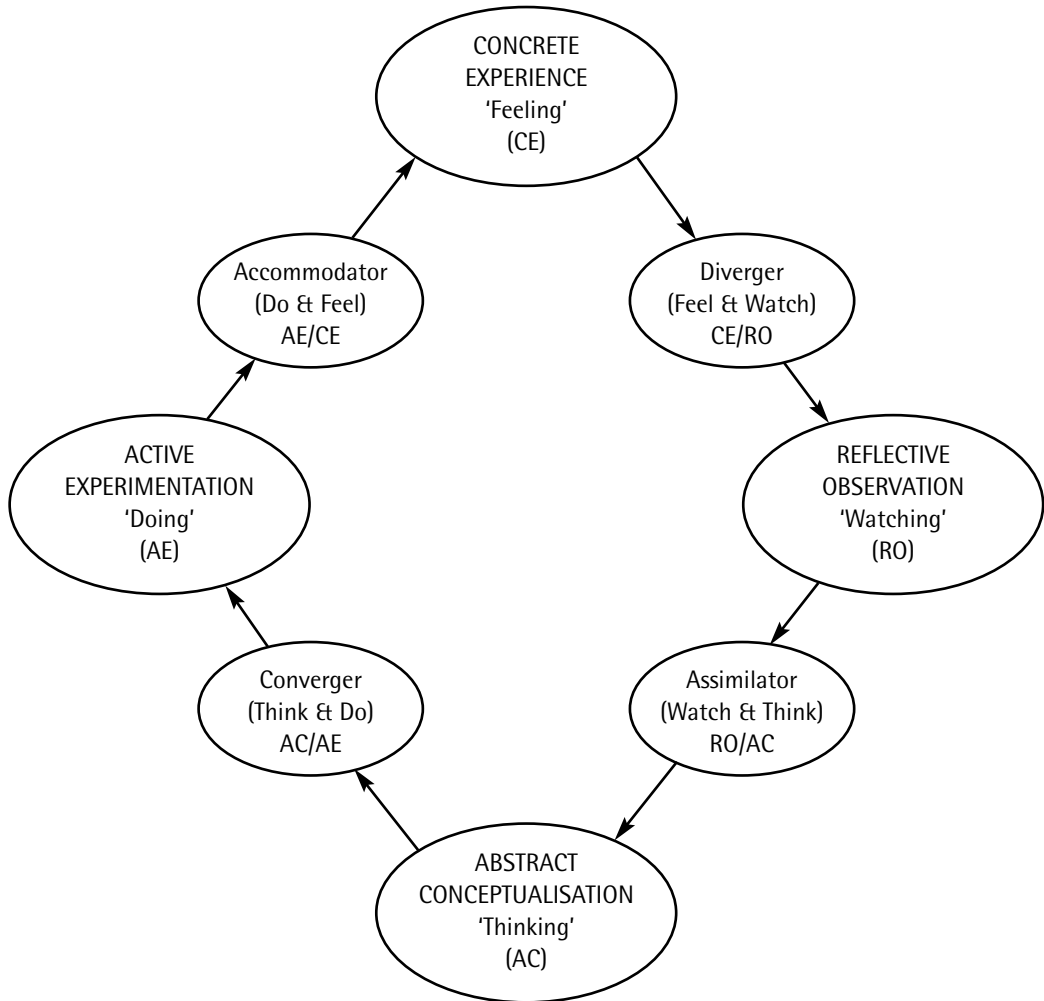 CONCRETE
EXPERIENCE
‘Feeling’
(CE)
Accommodator
(Do & Feel)
AE/CE
Diverger
(Feel & Watch)
CE/RO
ACTIVE
EXPERIMENTATION
‘Doing’
(AE)
REFLECTIVE
OBSERVATION
‘Watching’
(RO)
Converger
(Think & Do)
AC/AE
Assimilator
(Watch & Think)
RO/AC
ABSTRACT
CONCEPTUALISATION
‘Thinking’
(AC)